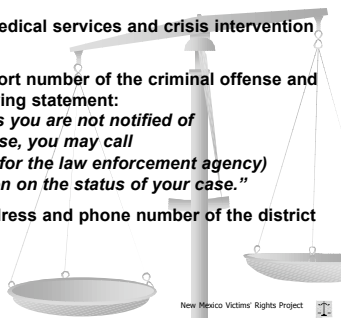 edical services and crisis intervention
ort number of the criminal offense and
ing statement:
s you are not notified of
se, you may call
for the law enforcement agency)
n on the status of your case.”
dress and phone number of the district
New Mexico Victims' Rights Project